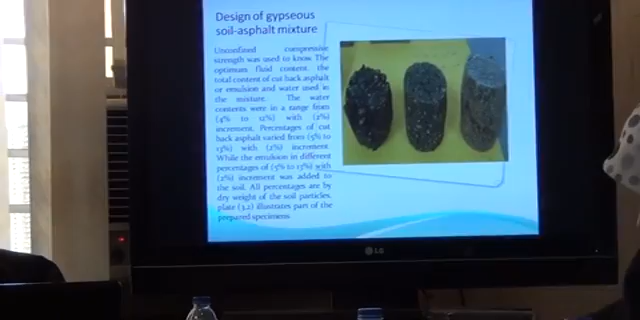 Design of gypseous
soil-asphalt mixture
Unconfined compressive
strength was used to know. The
optimum fluid content, the
total content of cut back asphalt
or emulsion and water used in
the mixture. The water
contents were in a range from
(4% to 12%) with (2%)
increment. Percentages of cut
back asphalt varied from (5% to
13%) with (2%) increment.
While the emulsion in different
percentages of (5% to 13%) with
(2%) increment was added to
the soil. All percentages are by
dry weight of the soil particles.
plate (3.2) illustrates part of the
prepared specimens
LG